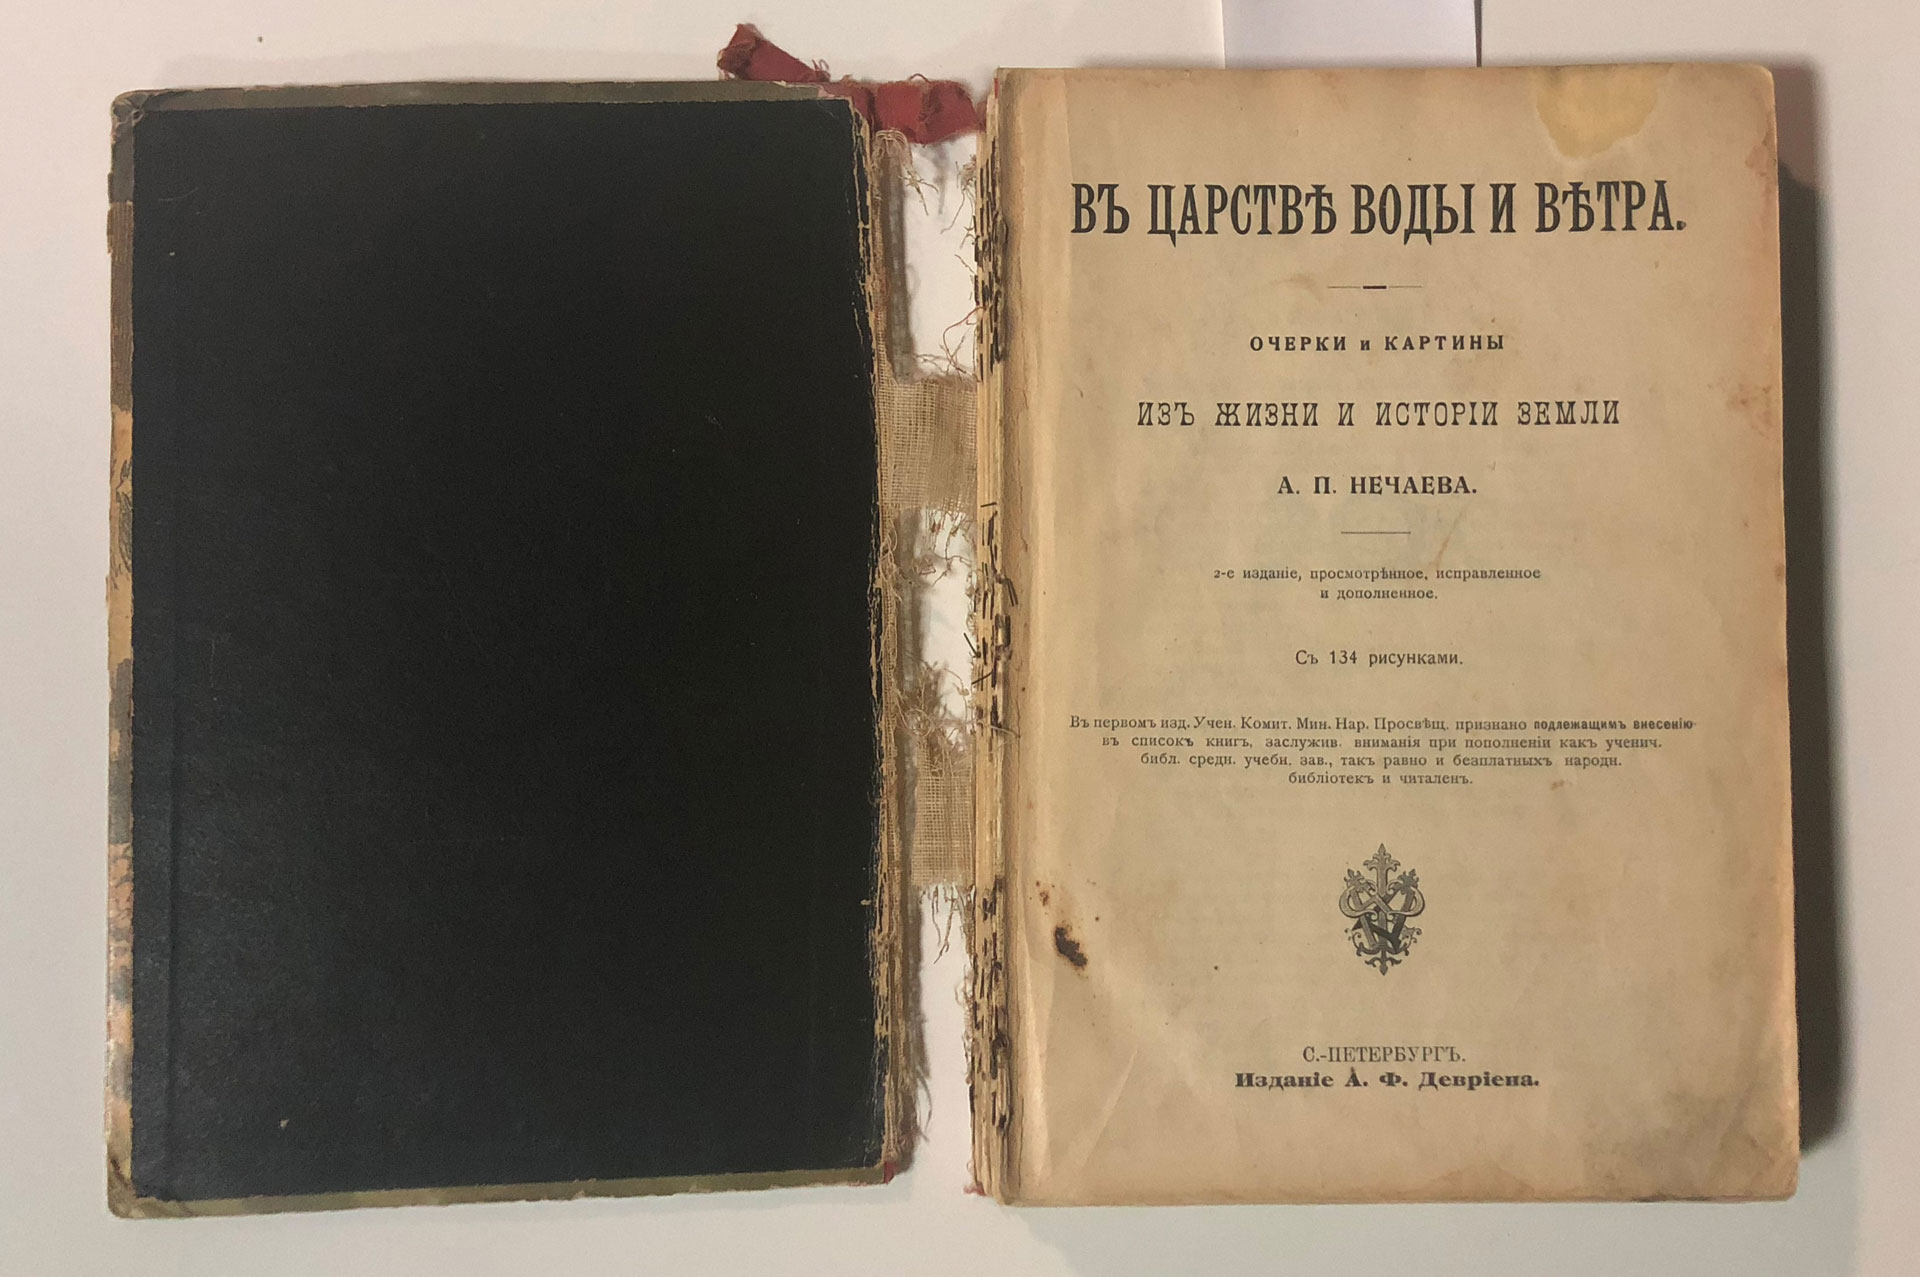 ВЪ ЦАРСТВѢ ВОДЫ И ВѢТРА.
ОЧЕРКИ и КАРТИНЫ
ИЗЪ ЖИЗНИ И ИСТОРІИ ЗЕМЛИ
А. П. НЕЧАЕВА.
2-е изданіе, просмотрѣнное, исправленное
и дополненное.
Съ 134 рисунками.
Въ первомъ изд. Учен. Комит. Мин. Нар. Просвѣщ. признано подлежащимъ внесенію
въ списокъ книгъ, заслужив. вниманія при пополненіи какъ ученич.
библ. средн. учебн. зав., такъ равно и безплатныхъ народн.
библіотекъ и читаленъ.
С.-ПЕТЕРБУРГЪ.
Изданіе А. Ф. Девріена.